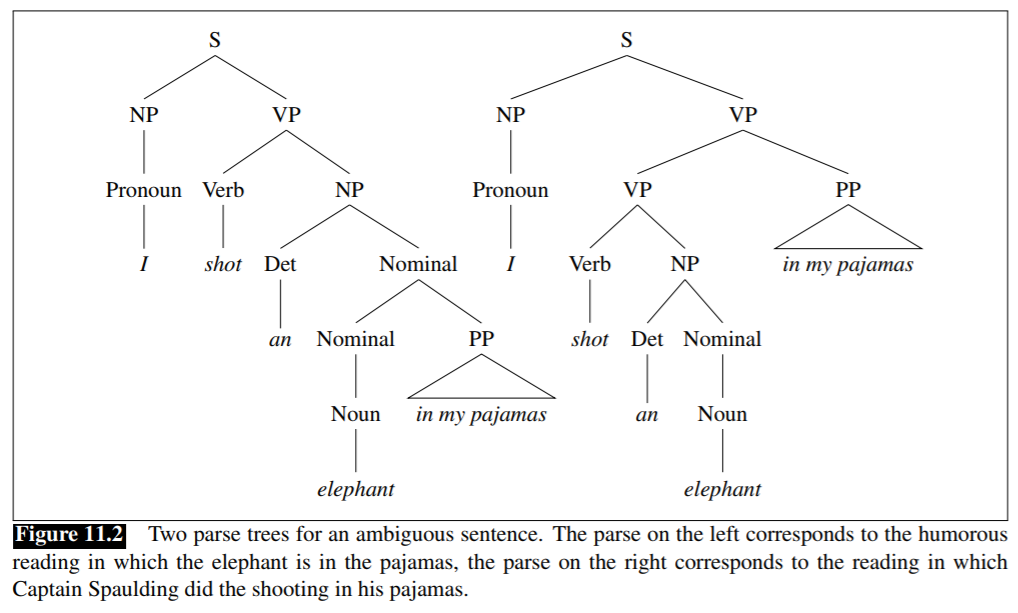 S S
NP VP NP VP
Pronoun Verb NP Pronoun VP PP
I shot Det Nominal I Verb NP in my pajamas
an Nominal PP shot Det Nominal
Noun in my pajamas an Noun
elephant elephant
Figure 11.2 Two parse trees for an ambiguous sentence. The parse on the left corresponds to the humorous
reading in which the elephant is in the pajamas, the parse on the right corresponds to the reading in which
Captain Spaulding did the shooting in his pajamas.